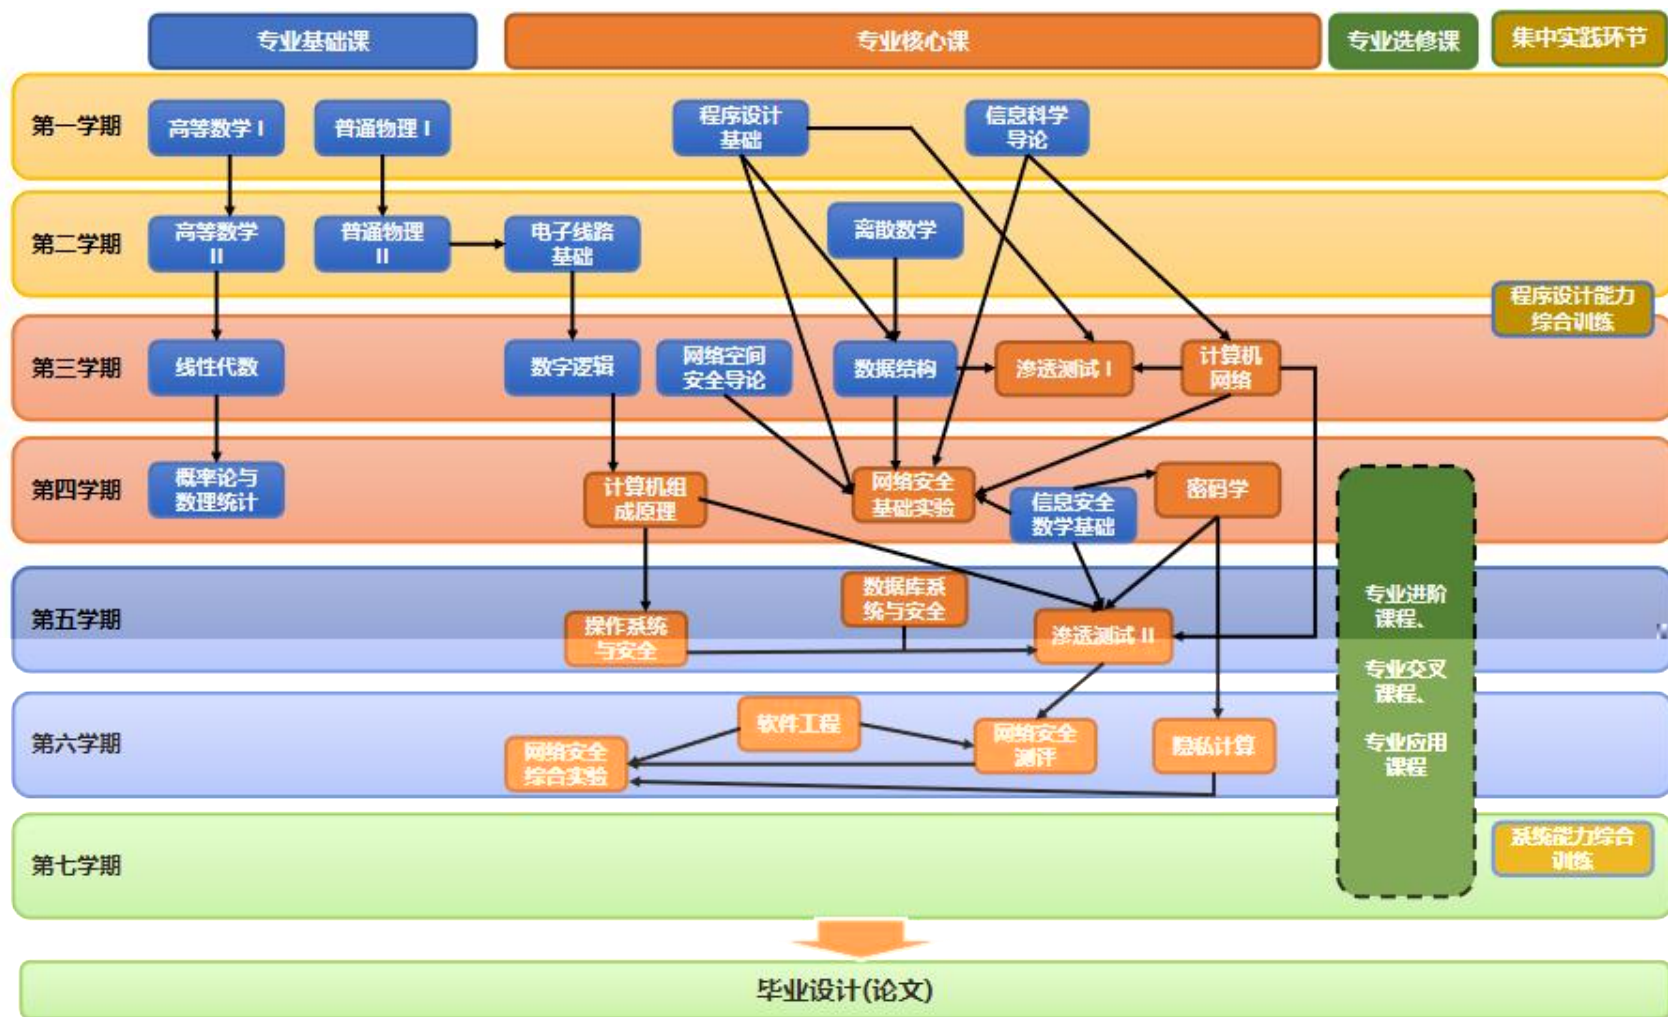 专业基础课
专业核心课
专业选修课
集中实践环节
第一学期
高等数学 I
普通物理 I
程序设计
基础
信息科学
导论
第二学期
高等数学
II
普通物理
II
电子线路
基础
离散数学
程序设计能力
综合训练
第三学期
线性代数
数字逻辑
网络空间
安全导论
数据结构
渗透测试 I
计算机
网络
第四学期
概率论与
数理统计
计算机组
成原理
网络安全
基础实验
信息安全
数学基础
密码学
第五学期
操作系统
与安全
数据库系
统与安全
渗透测试 II
专业进阶
课程、
专业交叉
课程、
专业应用
课程
第六学期
网络安全
综合实验
软件工程
网络安全
测评
隐私计算
第七学期
系统能力综合
训练
毕业设计(论文)